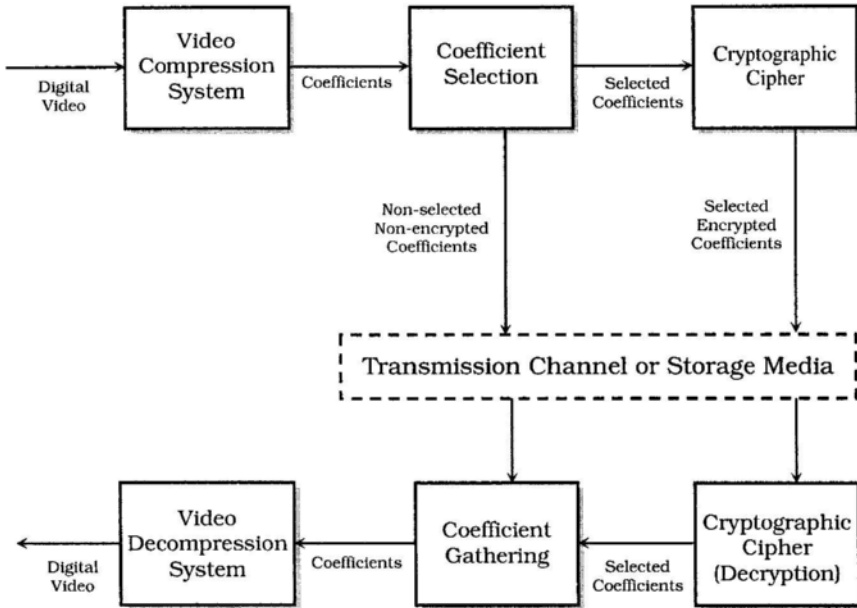 Video
Compression
System
Coefficient
Selection
Cryptographic
Cipher
Digital
Video
Coefficients
Selected
Coefficients
Non-selected
Non-encrypted
Coefficients
Selected
Encrypted
Coefficients
Transmission Channel or Storage Media
Video
Decompression
System
Coefficient
Gathering
Cryptographic
Cipher
(Decryption)
Digital
Video
Coefficients
Selected
Coefficients